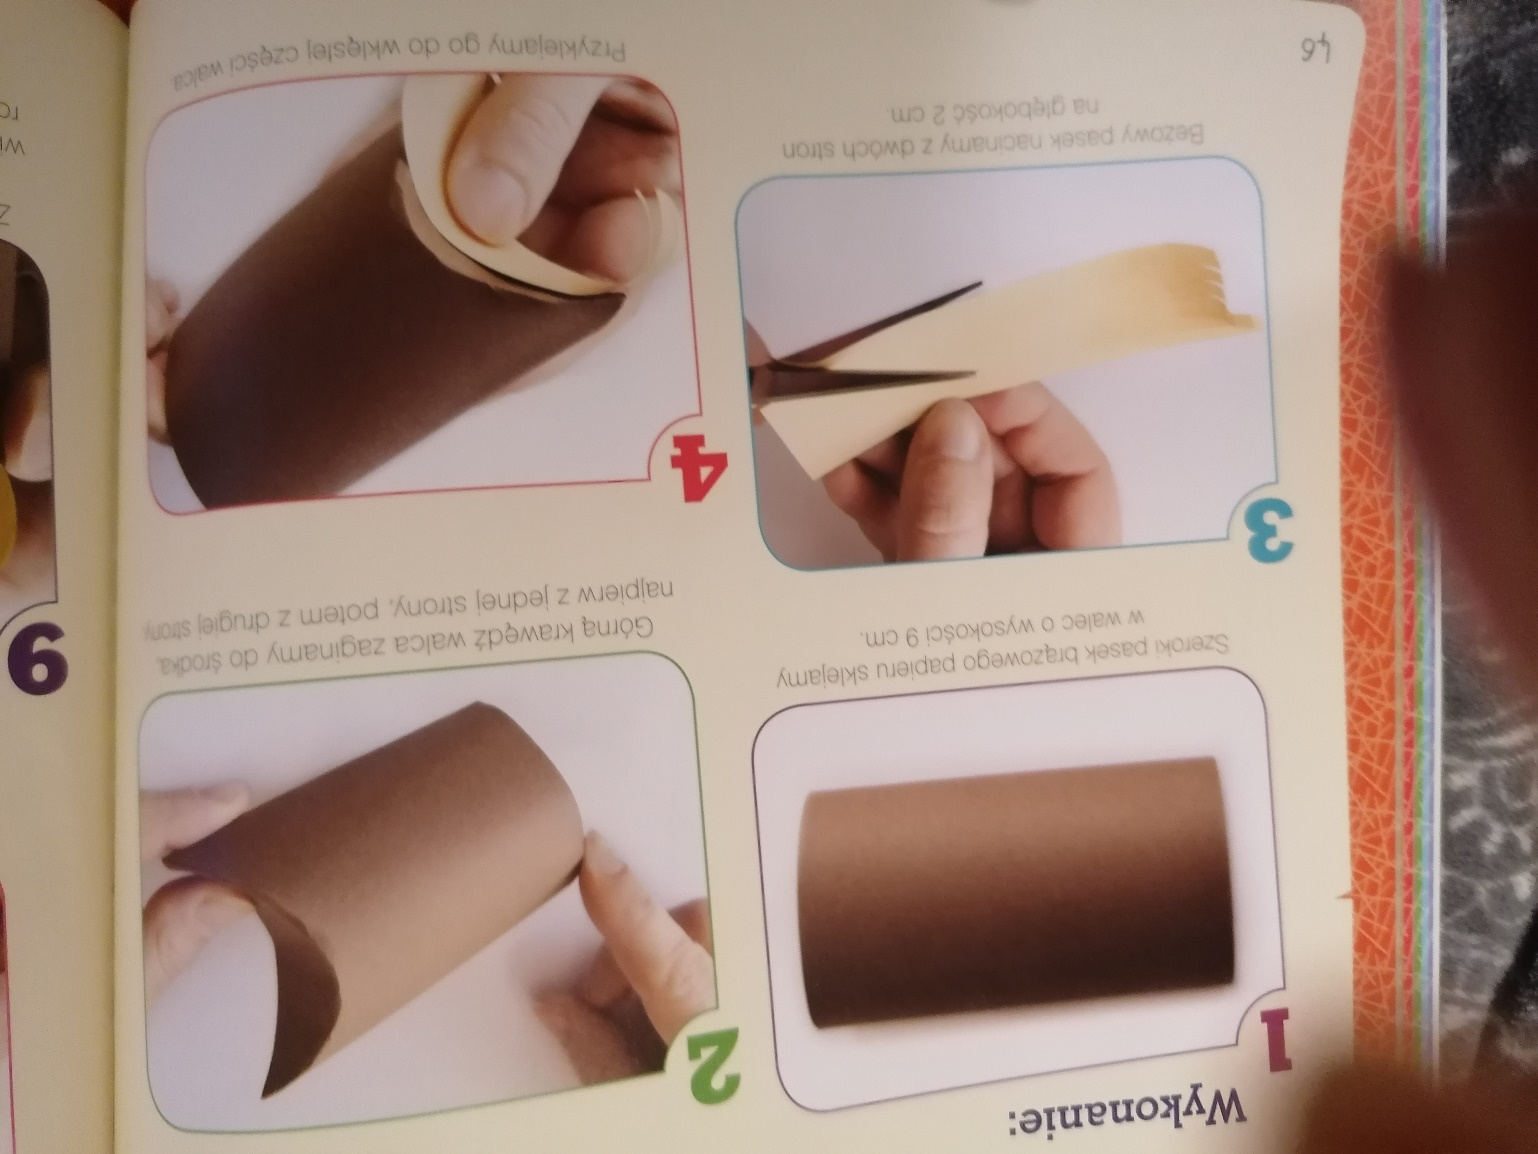 Wykonanie:
1
Szeroki pasek brązowego papieru sklejamy
w walec o wysokości 9 cm.
2
Górną krawędź walca zaginamy do środka,
najpierw z jednej strony, potem z drugiej strony.
3
Beżowy pasek nacinamy z dwóch stron
na głębokość 2 cm.
4
Przyklejamy go do wklęsłej części walca
46
6